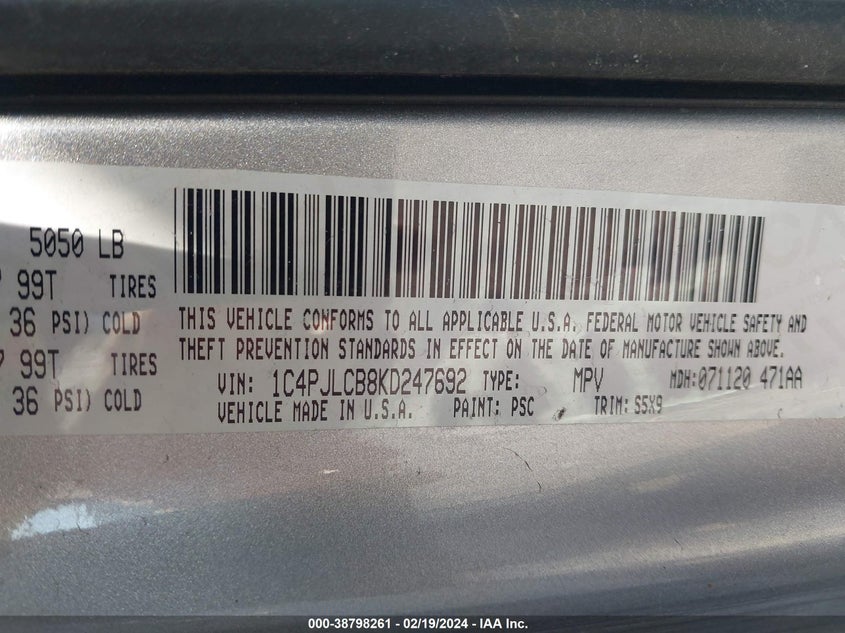 5050 LB
99T TIRES
36 PSI) COLD
99T TIRES
36 PSI) COLD
THIS VEHICLE CONFORMS TO ALL APPLICABLE U.S.A. FEDERAL MOTOR VEHICLE SAFETY AND
THEFT PREVENTION STANDARDS IN EFFECT ON THE DATE OF MANUFACTURE SHOWN ABOVE.
VIN: 1C4PJLCB8KD247692 TYPE: MPV MDH: 071120 471AA
VEHICLE MADE IN U.S.A. PAINT: PSC TRIM: S5X9
000-38798261 - 02/19/2024 - IAA Inc.